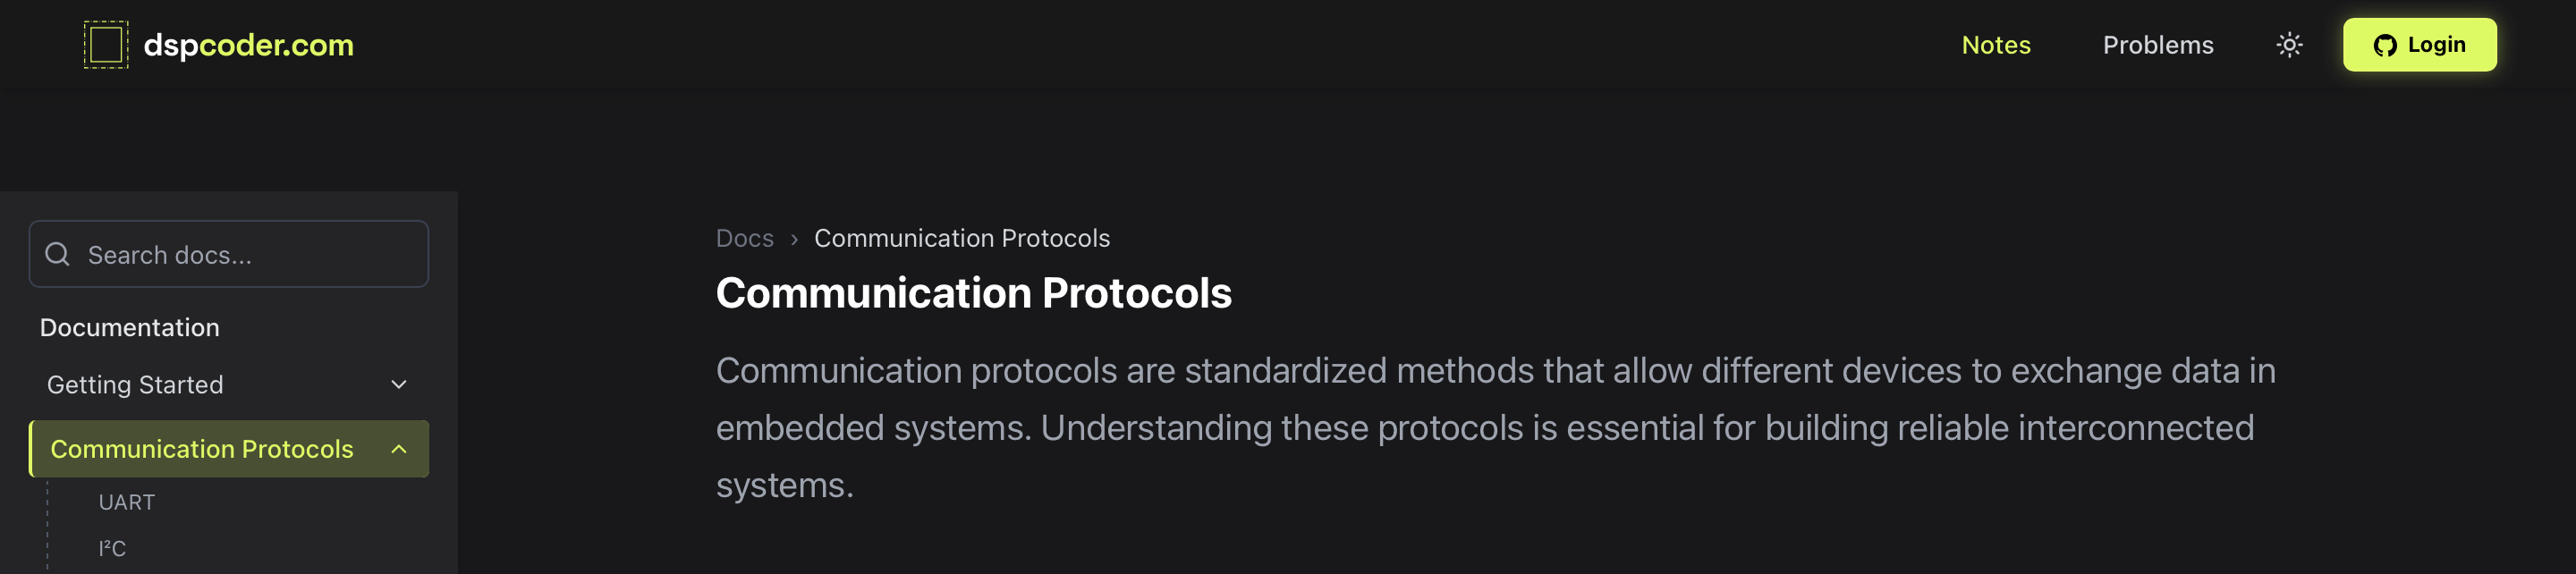 dspcoder.com
Notes
Problems
Login
Search docs...
Documentation
Getting Started
Communication Protocols
UART
I²C
Docs › Communication Protocols
Communication Protocols
Communication protocols are standardized methods that allow different devices to exchange data in
embedded systems. Understanding these protocols is essential for building reliable interconnected
systems.